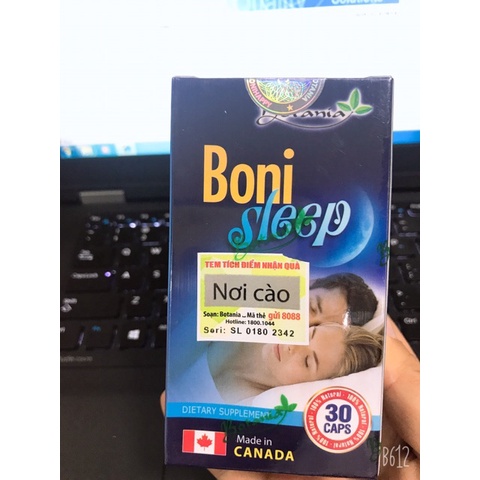 Botania
Boni
sleep
TEM TÍCH ĐIỂM NHẬN QUÀ
Nơi cào
Soạn: Botania ... Mã thẻ gửi 8088
Hotline: 1800.1044
Seri: SL 0180 2342
DIETARY SUPPLEMENT
100% Natural
30
CAPS
Made in
CANADA
B612